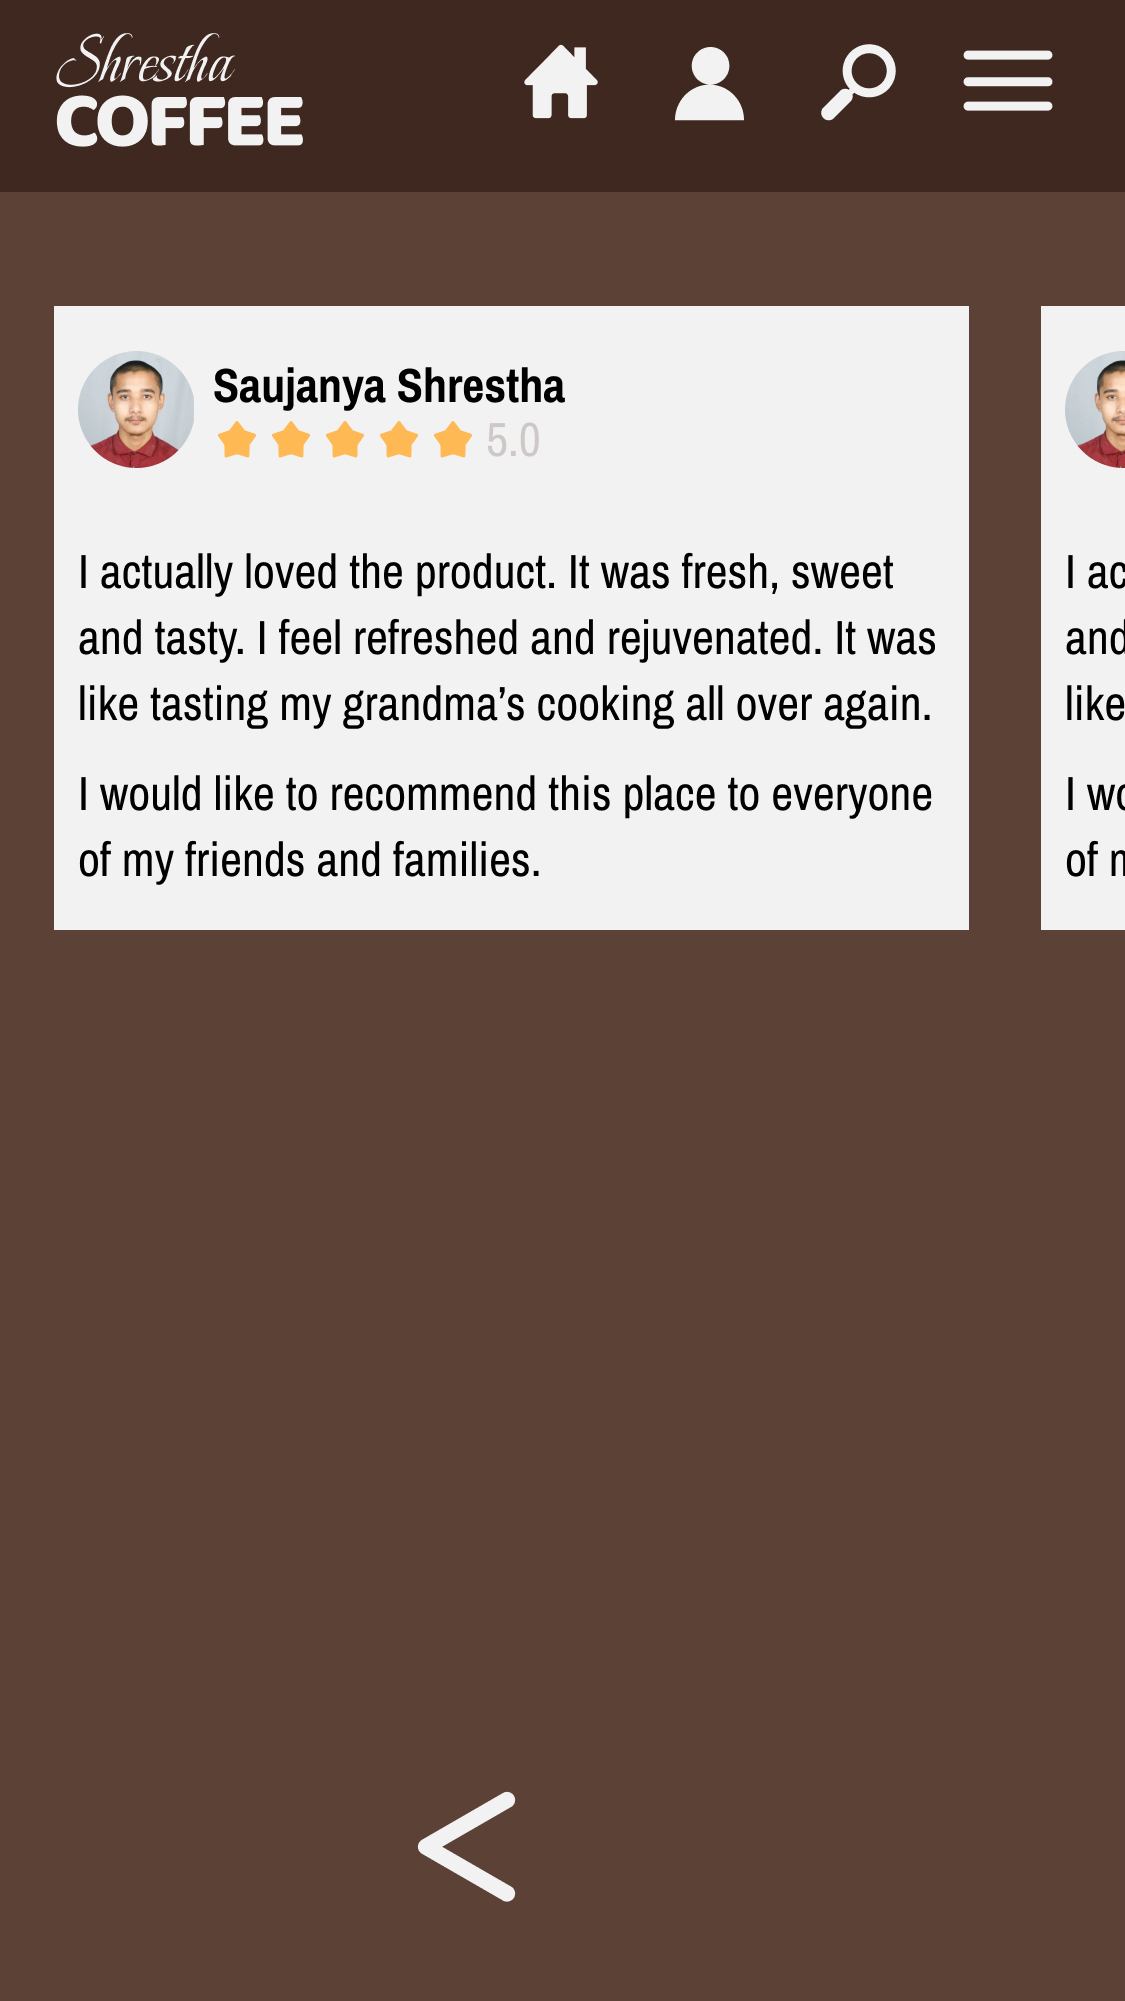 Shrestha
COFFEE
Saujanya Shrestha
5.0
I actually loved the product. It was fresh, sweet
and tasty. I feel refreshed and rejuvenated. It was
like tasting my grandma’s cooking all over again.
I would like to recommend this place to everyone
of my friends and families.
I ac
and
like
I wo
of m